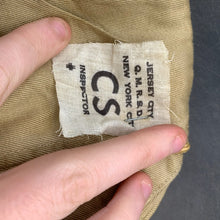 JERSEY CITY
Q. M. R. S. D.
NEW YORK CITY
CS
INSPECTOR